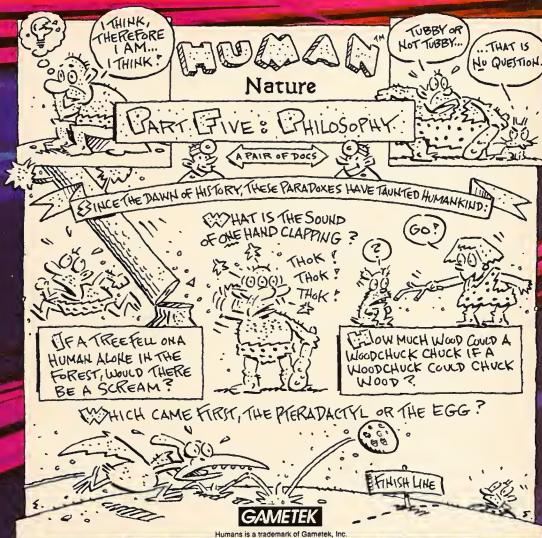 I THINK,
THEREFORE
I AM...
I THINK!
HUMAN™
Nature
TUBBY OR
NOT TUBBY...
...THAT IS
NO QUESTION.
PART FIVE: PHILOSOPHY
A PAIR OF DOCS
SINCE THE DAWN OF HISTORY, THESE PARADOXES HAVE TAUNTED HUMANKIND:
WHAT IS THE SOUND
OF ONE HAND CLAPPING?
THOK!
THOK!
THOK!
?
GO!
IF A TREE FELL ON A
HUMAN ALONE IN THE
FOREST, WOULD THERE
BE A SCREAM?
HOW MUCH WOOD COULD A
WOODCHUCK CHUCK IF A
WOODCHUCK COULD CHUCK
WOOD?
WHICH CAME FIRST, THE PTERADACTYL OR THE EGG?
FINISH LINE
GAMETEK
Humans is a trademark of Gametek, Inc.